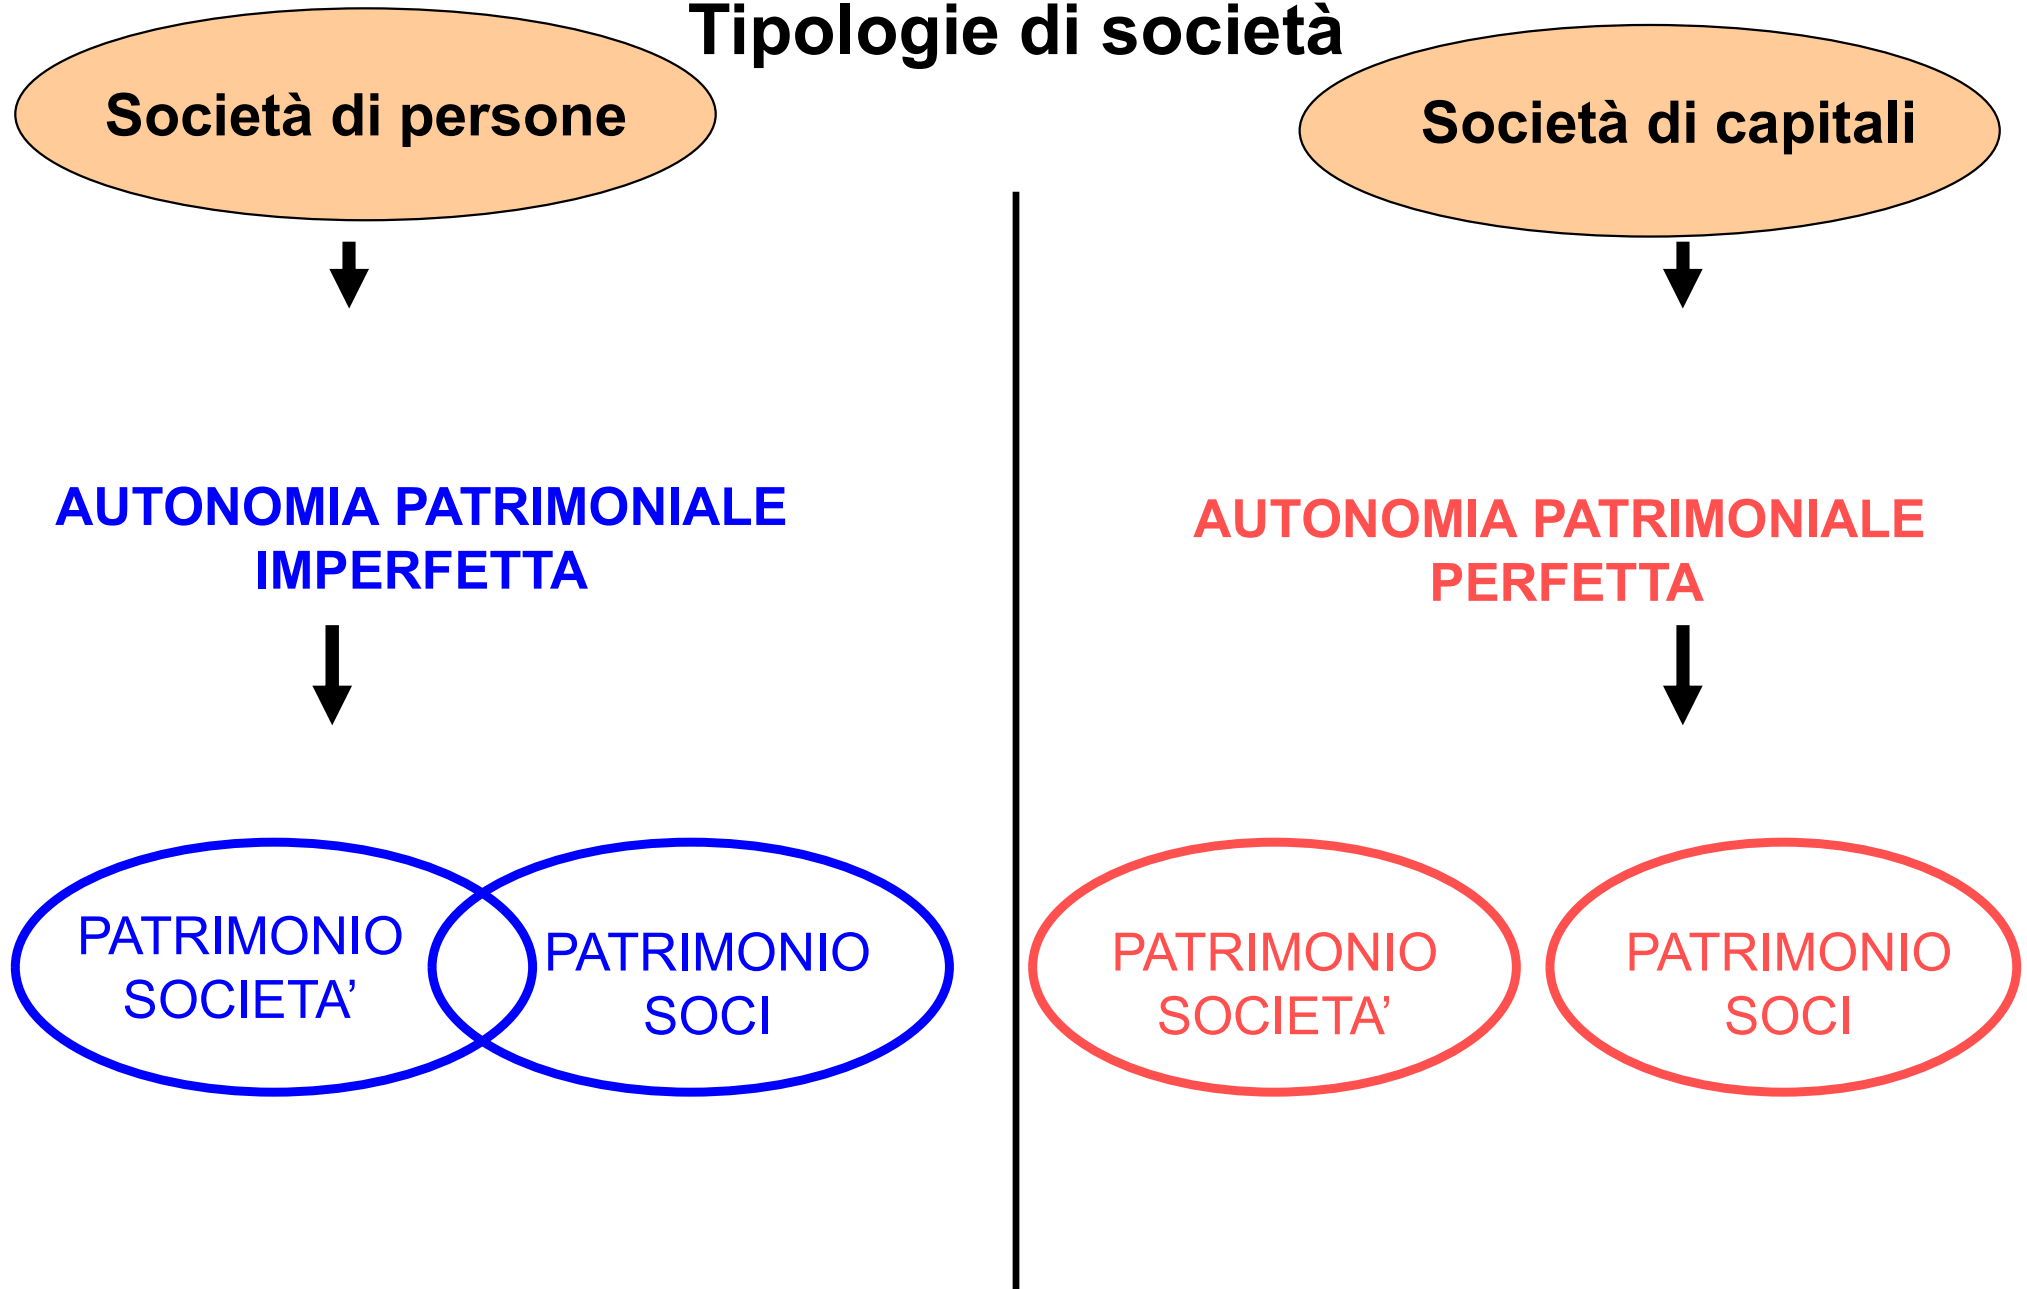 Tipologie di società
Società di persone
Società di capitali
AUTONOMIA PATRIMONIALE
IMPERFETTA
AUTONOMIA PATRIMONIALE
PERFETTA
PATRIMONIO
SOCIETA’
PATRIMONIO
SOCI
PATRIMONIO
SOCIETA’
PATRIMONIO
SOCI